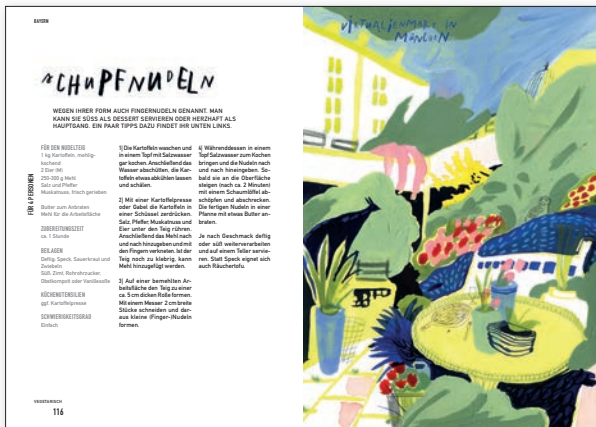 BAYERN
SCHUPFNUDELN
WEGEN IHRER FORM AUCH FINGERNUDELN GENANNT. MAN
KANN SIE SÜSS ALS DESSERT SERVIEREN ODER HERZHAFT ALS
HAUPTGANG. EIN PAAR TIPPS DAZU FINDET IHR UNTEN LINKS.
FÜR 4 PERSONEN
FÜR DEN NUDELTEIG
1 kg Kartoffeln, mehlig-
kochend
2 Eier (M)
250-300 g Mehl
Salz und Pfeffer
Muskatnuss, frisch gerieben
Butter zum Anbraten
Mehl für die Arbeitsfläche
ZUBEREITUNGSZEIT
ca. 1 Stunde
BEILAGEN
Deftig: Speck, Sauerkraut und
Zwiebeln
Süß: Zimt, Rohrohrzucker,
Obstkompott oder Vanillesoße
KÜCHENUTENSILIEN
ggf. Kartoffelpresse
SCHWIERIGKEITSGRAD
Einfach
1) Die Kartoffeln waschen und
in einem Topf mit Salzwasser
gar kochen. Anschließend das
Wasser abschütten, die Kar-
toffeln etwas abkühlen lassen
und schälen.
2) Mit einer Kartoffelpresse
oder Gabel die Kartoffeln in
einer Schüssel zerdrücken.
Salz, Pfeffer, Muskatnuss und
Eier unter den Teig rühren.
Anschließend das Mehl nach
und nach hinzugeben und mit
den Fingern verkneten. Ist der
Teig noch zu klebrig, kann
Mehl hinzugefügt werden.
3) Auf einer bemehlten Ar-
beitsfläche den Teig zu einer
ca. 5 cm dicken Rolle formen.
Mit einem Messer 2 cm breite
Stücke schneiden und dar-
aus kleine (Finger-)Nudeln
formen.
4) Währenddessen in einem
Topf Salzwasser zum Kochen
bringen und die Nudeln nach
und nach hineingeben. So-
bald sie an die Oberfläche
steigen (nach ca. 2 Minuten)
mit einem Schaumlöffel ab-
schöpfen und abschrecken.
Die fertigen Nudeln in einer
Pfanne mit etwas Butter an-
braten.
Je nach Geschmack deftig
oder süß weiterverarbeiten
und auf einem Teller servie-
ren. Statt Speck eignet sich
auch Räuchertofu.
VEGETARISCH
116
VIKTUALIENMARKT IN
MÜNCHEN